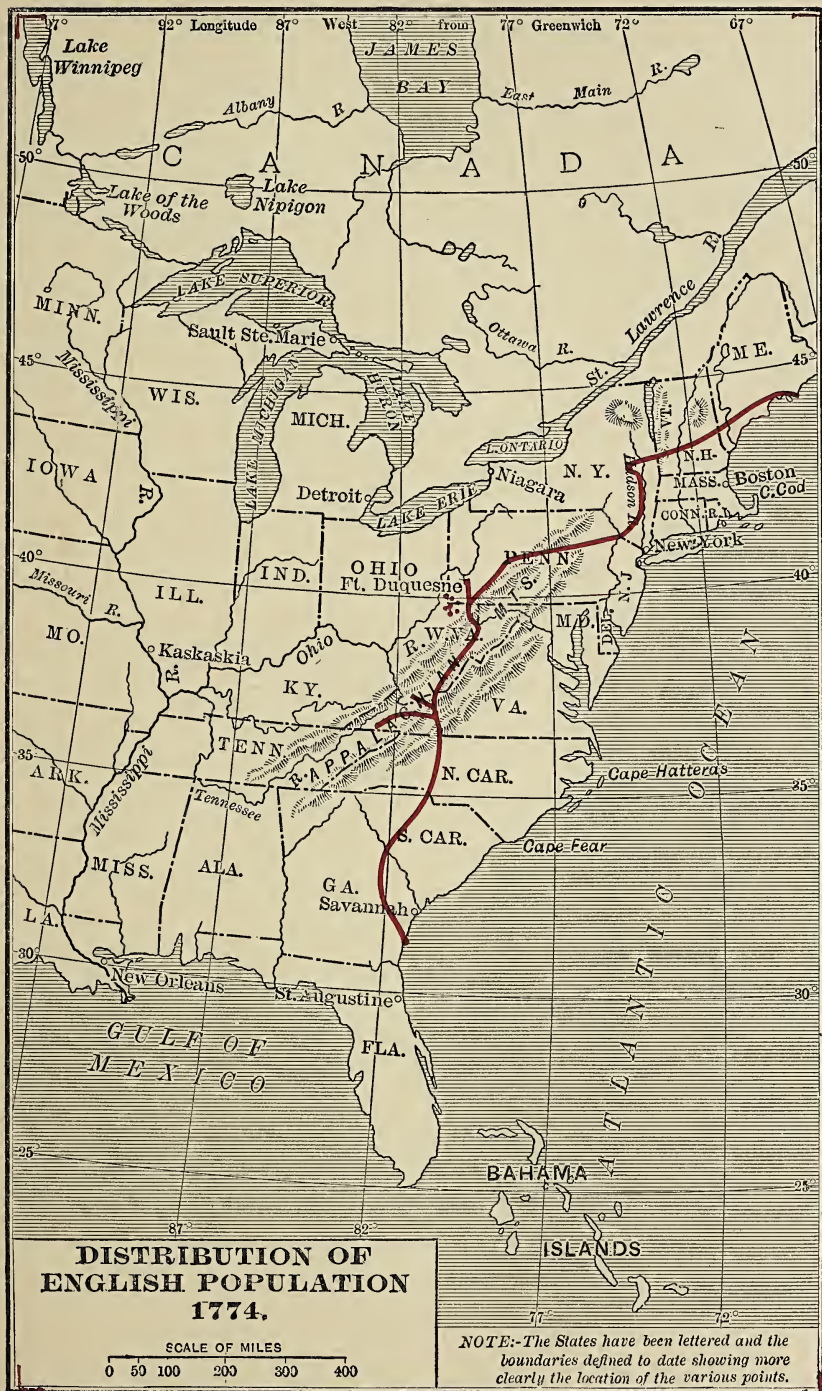 97° 92° Longitude 87° West 82° from 77° Greenwich 72° 67°
Lake
Winnipeg
JAMES
BAY
Albany R
East Main R.
50° CANADA 50°
Lake of the
Woods
Lake
Nipigon
LAKE SUPERIOR
MINN.
Sault Ste. Marie
Ottawa R.
St. Lawrence R.
ME.
45° 45°
Mississippi
R.
WIS.
LAKE MICHIGAN
MICH.
LAKE
HURON
L. ONTARIO
VT.
N.H.
IOWA
Detroit
LAKE ERIE
Niagara
N. Y.
MASS.
Boston
C. Cod
CONN.
R.I.
New York
40° 40°
Missouri R.
ILL.
IND.
OHIO
Ft. Duquesne
PENN.
N.J.
MO.
Kaskaskia
R.
Ohio
R.
W.VA.
MD.
DEL.
KY.
VA.
APPALACHIAN MTS.
35° 35°
TENN.
N. CAR.
Cape Hatteras
ARK.
Mississippi
Tennessee
R.
S. CAR.
Cape Fear
MISS.
ALA.
GA.
Savannah
LA.
30° 30°
New Orleans
St. Augustine
FLA.
GULF OF
MEXICO
ATLANTIC OCEAN
25° 25°
BAHAMA
ISLANDS
87° 82° 77° 72°
DISTRIBUTION OF
ENGLISH POPULATION
1774.
SCALE OF MILES
0 50 100 200 300 400
NOTE:-The States have been lettered and the
boundaries defined to date showing more
clearly the location of the various points.